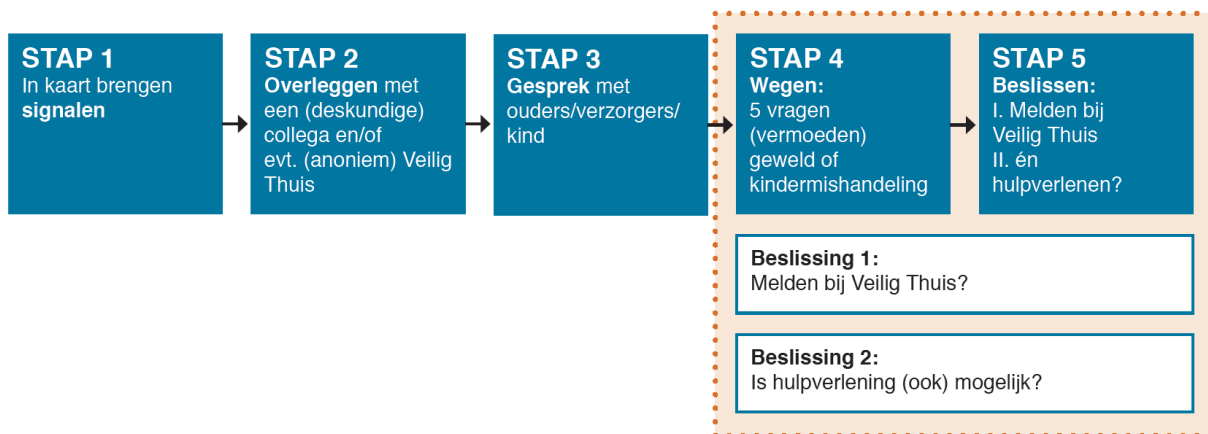 STAP 1
In kaart brengen
signalen
STAP 2
Overleggen met
een (deskundige)
collega en/of
evt. (anoniem) Veilig
Thuis
STAP 3
Gesprek met
ouders/verzorgers/
kind
STAP 4
Wegen:
5 vragen
(vermoeden)
geweld of
kindermishandeling
STAP 5
Beslissen:
I. Melden bij
Veilig Thuis
II. én
hulpverlenen?
Beslissing 1:
Melden bij Veilig Thuis?
Beslissing 2:
Is hulpverlening (ook) mogelijk?